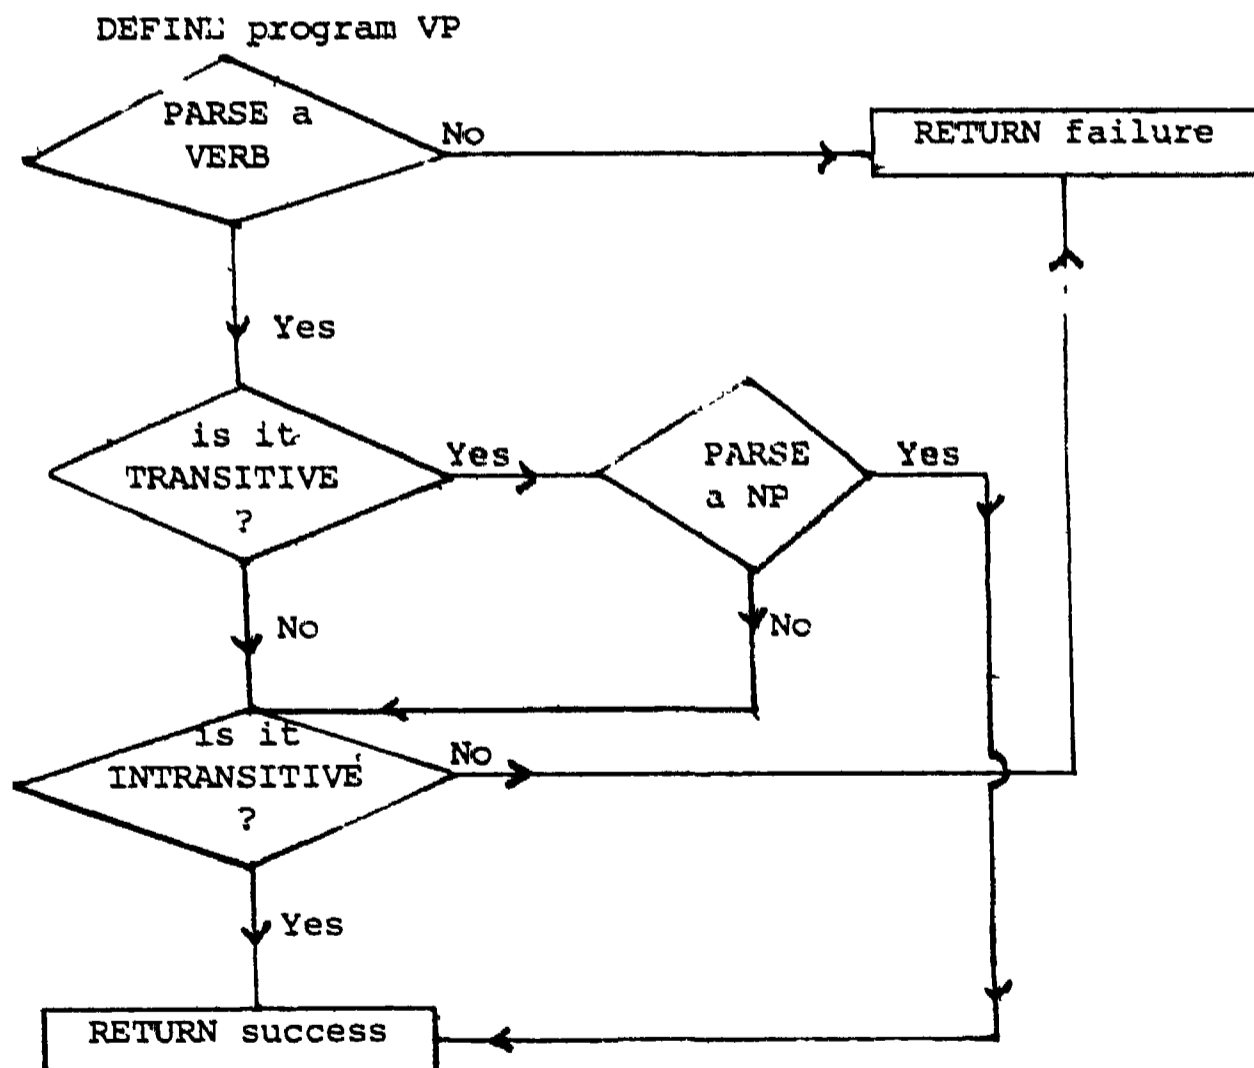 DEFINE program VP
PARSE a
VERB
No
RETURN failure
Yes
is it
TRANSITIVE
?
Yes
PARSE
a NP
Yes
No
No
is it
INTRANSITIVE
?
No
Yes
RETURN success